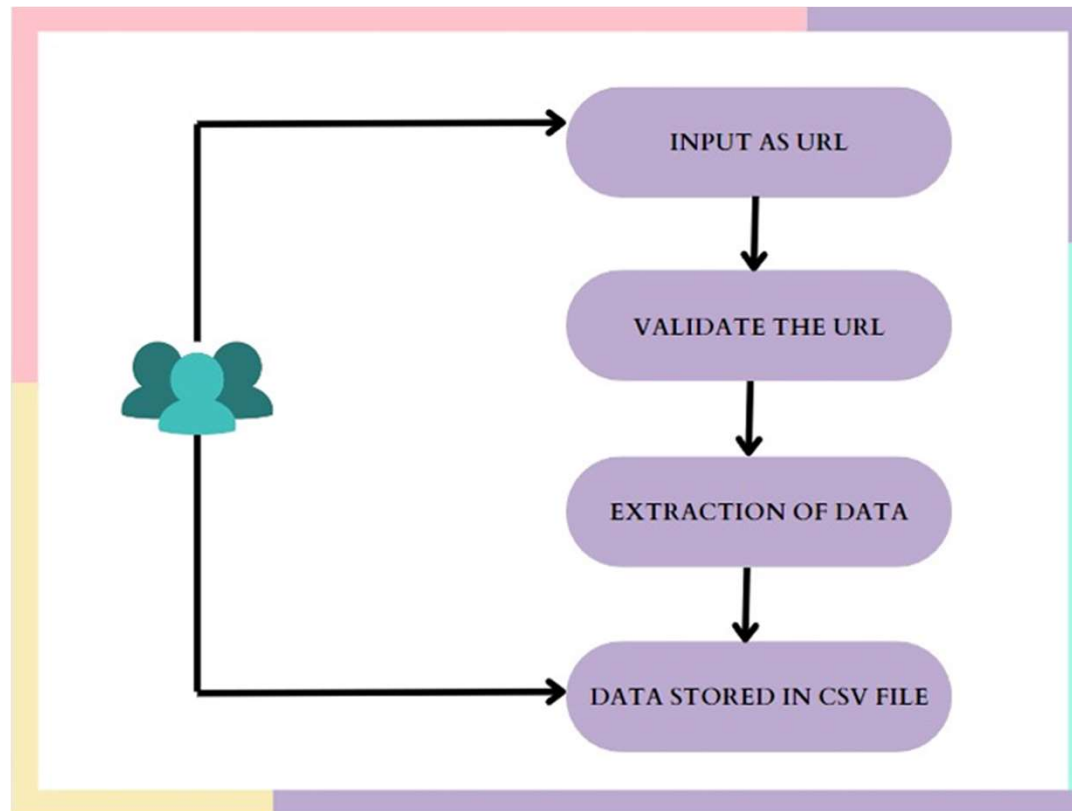 INPUT AS URL
VALIDATE THE URL
EXTRACTION OF DATA
DATA STORED IN CSV FILE